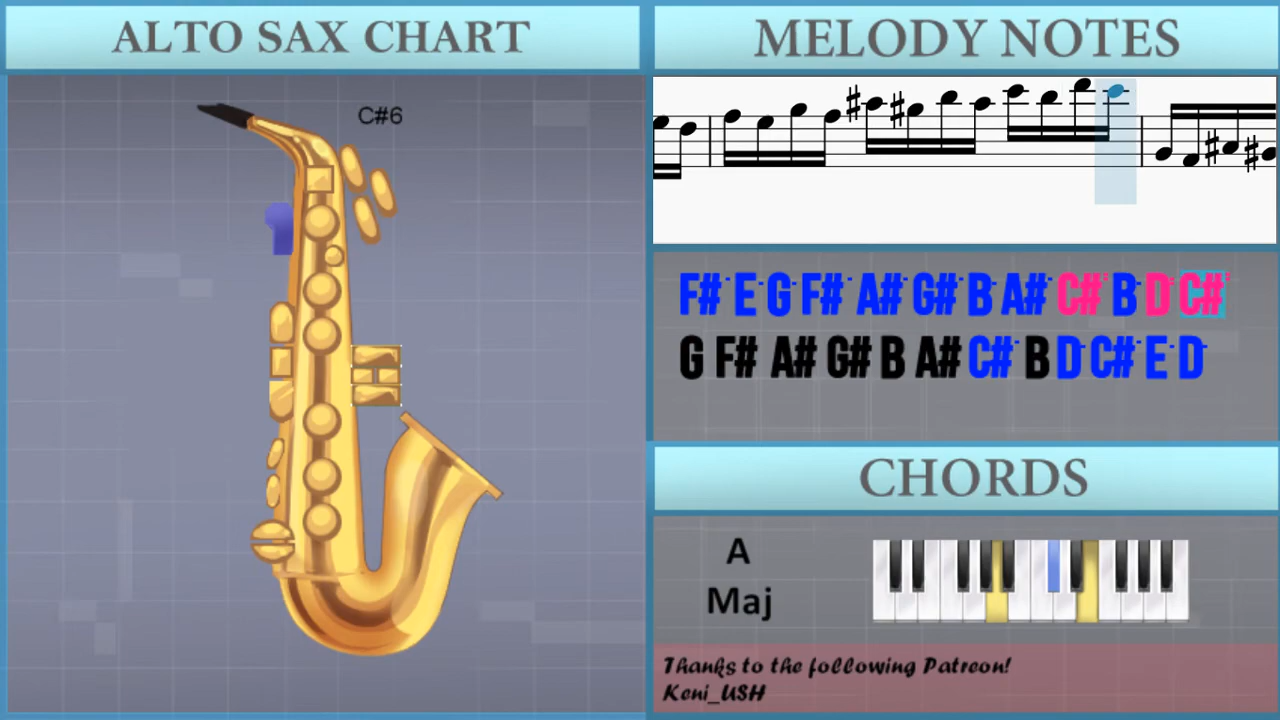 ALTO SAX CHART
C#6
MELODY NOTES
F#· E· G· F#· A#· G#· B· A#· C#: B· D: C#:
G F# A# G# B A# C#· B D· C#· E· D·
CHORDS
A
Maj
Thanks to the following Patreon!
Keni_USH